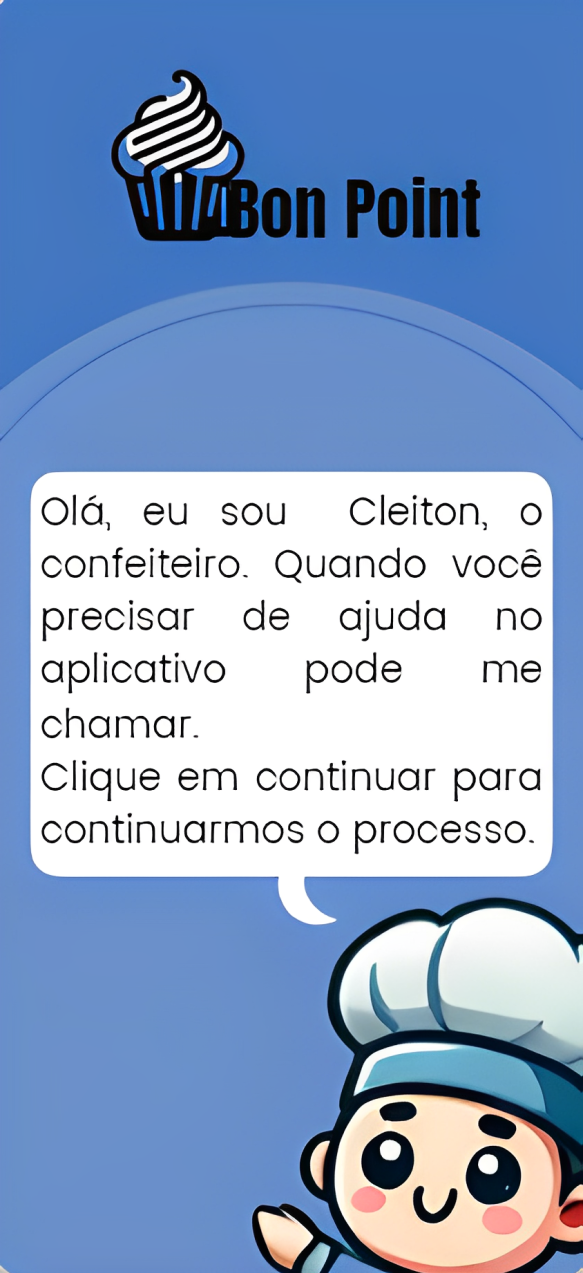 Bon Point
Olá, eu sou Cleiton, o
confeiteiro. Quando você
precisar de ajuda no
aplicativo pode me
chamar.
Clique em continuar para
continuarmos o processo.